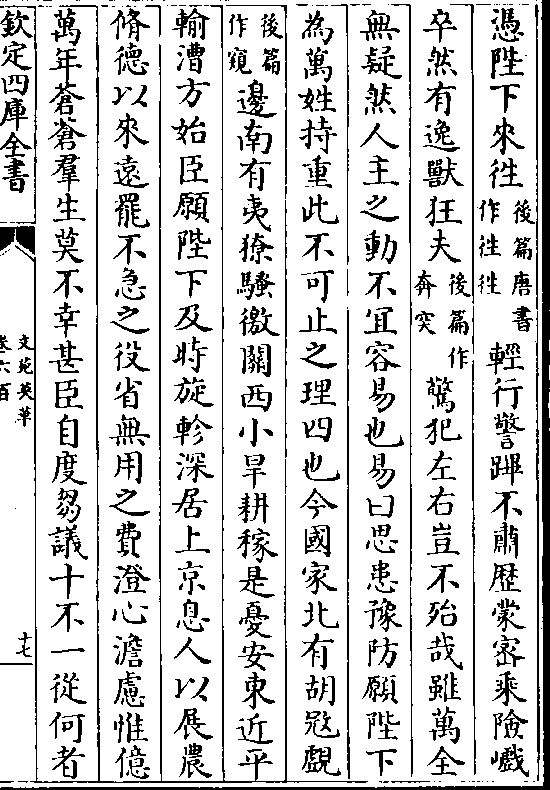 憑陛下來徃後篇唐書作徃徃輕行警蹕不肅歴蒙密乗險巇
卒然有逸獸狂夫後篇作奔突驚犯左右豈不殆哉雖萬全
無疑然人主之動不宜容易也易曰思患豫防願陛下
為萬姓持重此不可止之理四也今國家北有胡宼覷
後篇作窺邊南有夷獠騷徼關西小旱耕稼是憂安東近平
輸漕方始臣願陛下及時旋軫深居上京息人以展農
脩德以來遠罷不急之役省無用之費澄心澹慮惟億
萬年蒼蒼羣生莫不幸甚臣自度芻議十不一從何者
欽定四庫全書
文苑英華
卷六百
十七